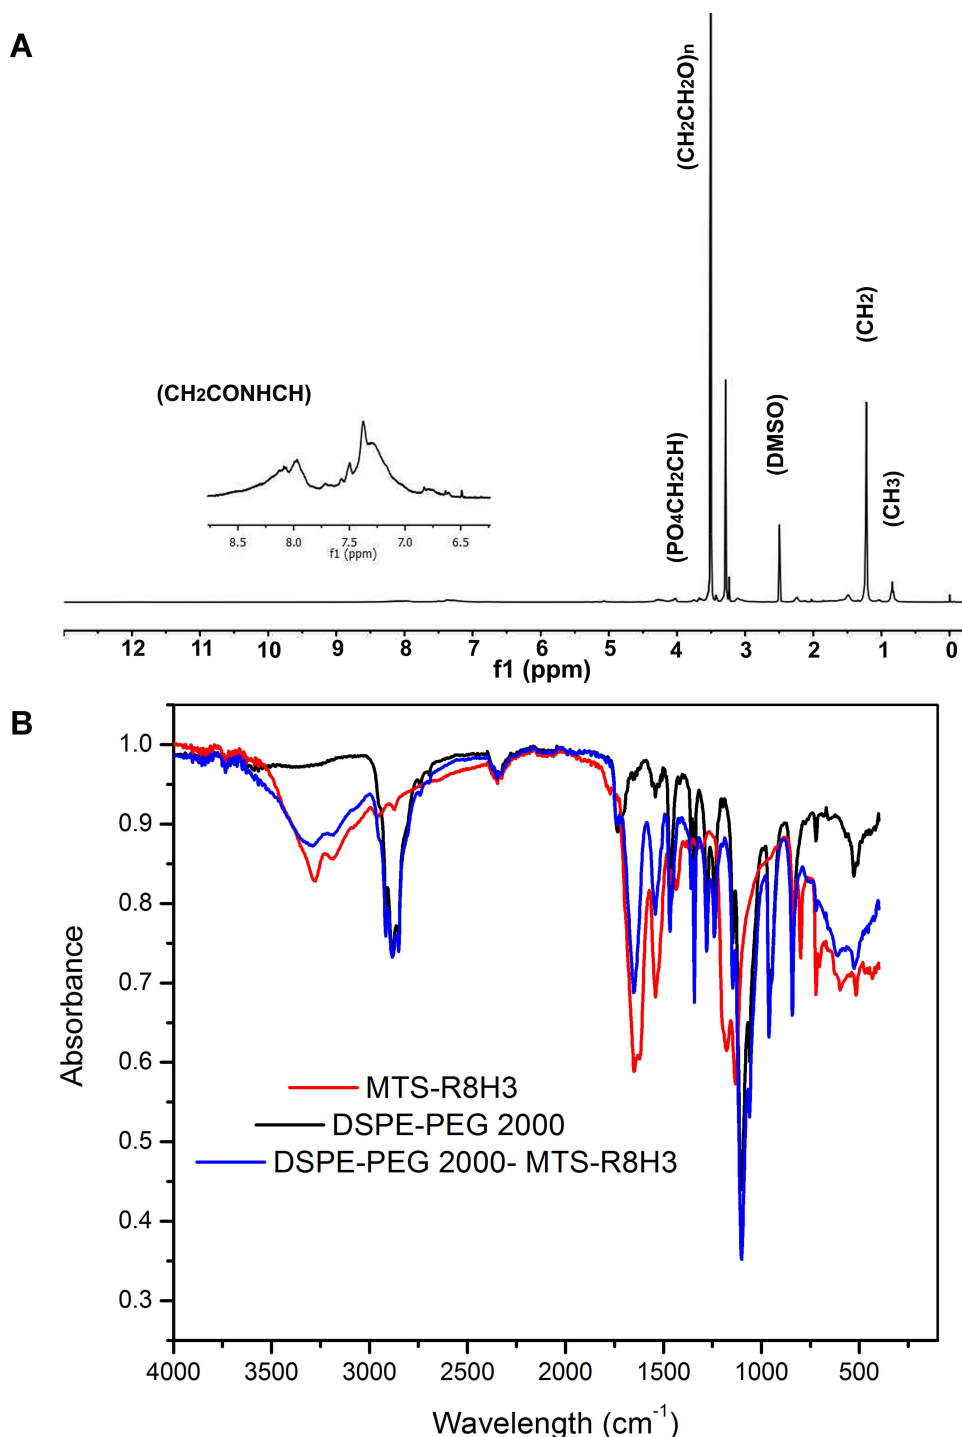 A
(CH2CH2O)n
(CH2)
(CH2CONHCH)
(DMSO)
(PO4CH2CH)
(CH3)
8.5 8.0 7.5 7.0 6.5
f1 (ppm)
12 11 10 9 8 7 6 5 4 3 2 1 0
f1 (ppm)
B
1.0
0.9
0.8
0.7
0.6
0.5
0.4
0.3
Absorbance
MTS-R8H3
DSPE-PEG 2000
DSPE-PEG 2000- MTS-R8H3
4000 3500 3000 2500 2000 1500 1000 500
Wavelength (cm⁻¹)